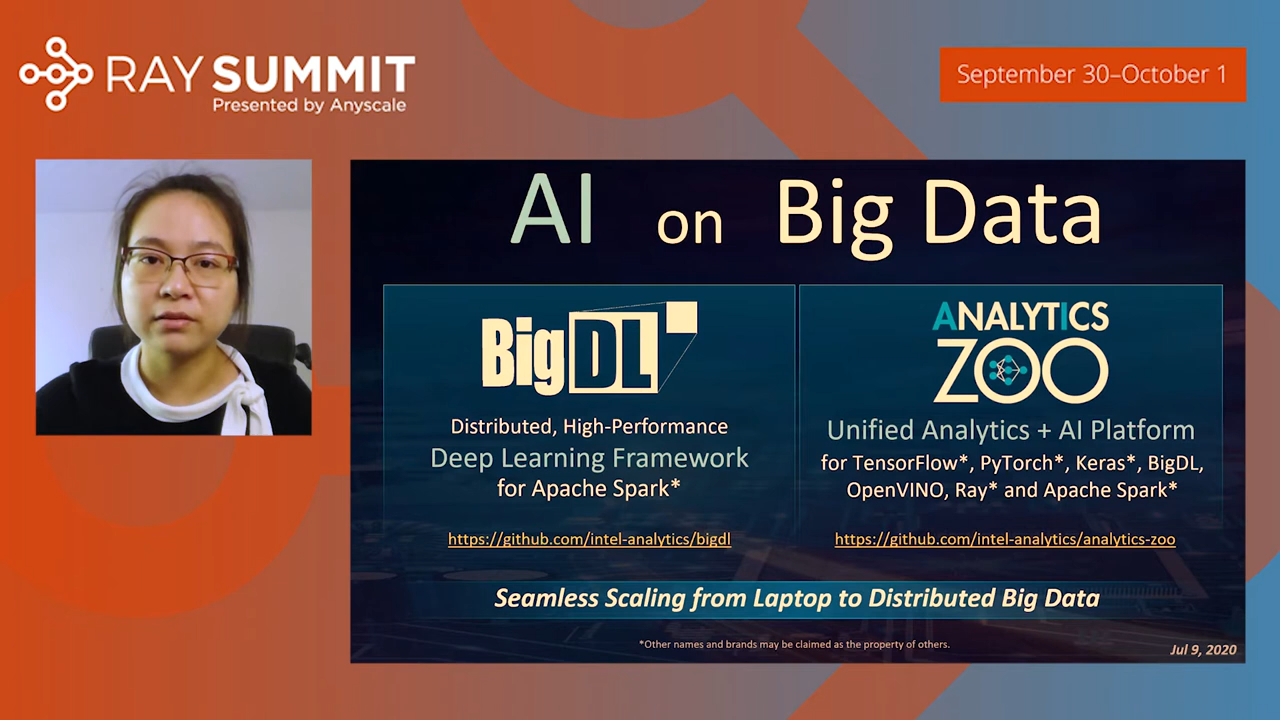 RAY SUMMIT
Presented by Anyscale
September 30–October 1
AI on Big Data
BigDL
Distributed, High-Performance
Deep Learning Framework
for Apache Spark*
https://github.com/intel-analytics/bigdl
ANALYTICS
ZOO
Unified Analytics + AI Platform
for TensorFlow*, PyTorch*, Keras*, BigDL,
OpenVINO, Ray* and Apache Spark*
https://github.com/intel-analytics/analytics-zoo
Seamless Scaling from Laptop to Distributed Big Data
*Other names and brands may be claimed as the property of others.
Jul 9, 2020